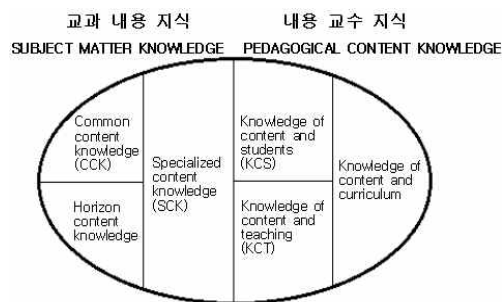 교과 내용 지식
SUBJECT MATTER KNOWLEDGE
내용 교수 지식
PEDAGOGICAL CONTENT KNOWLEDGE
Common
content
knowledge
(CCK)
Horizon
content
knowledge
Specialized
content
knowledge
(SCK)
Knowledge of
content and
students
(KCS)
Knowledge of
content and
teaching
(KCT)
Knowledge of
content and
curriculum